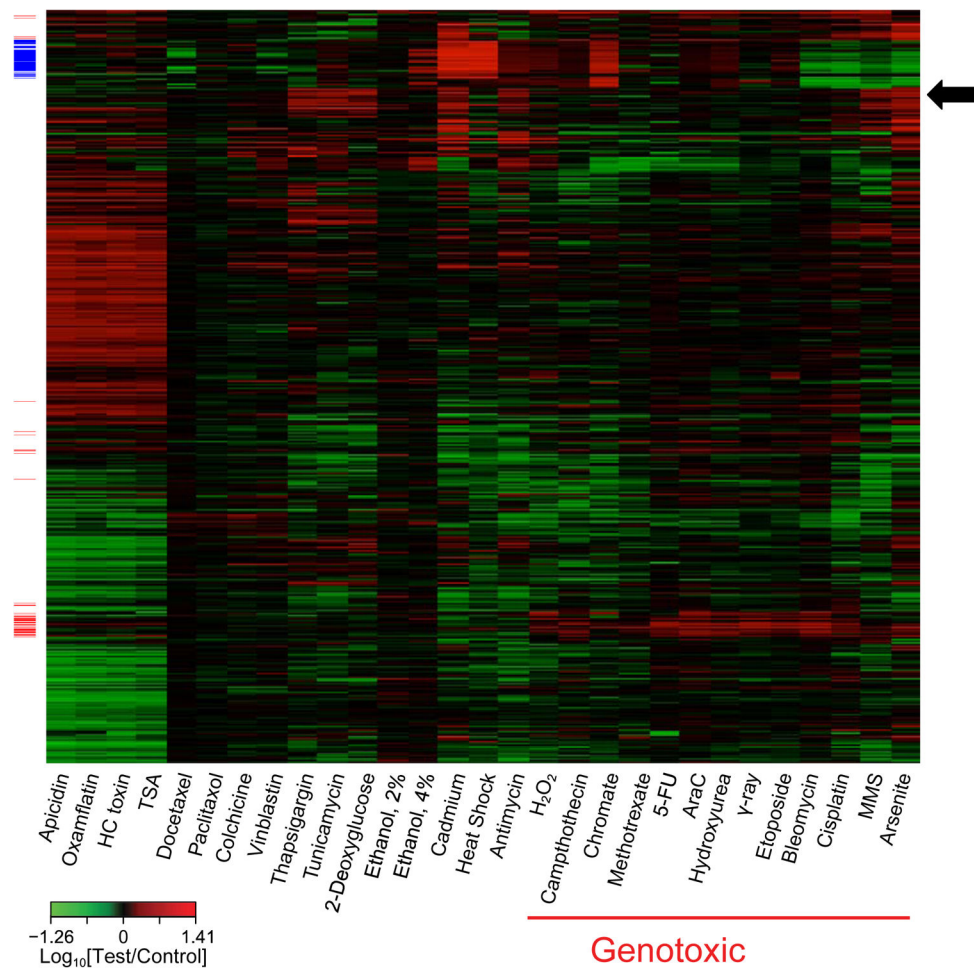 Apicidin
Oxamflatin
HC toxin
TSA
Docetaxel
Paclitaxol
Colchicine
Vinblastin
Thapsigargin
Tunicamycin
2-Deoxyglucose
Ethanol, 2%
Ethanol, 4%
Cadmium
Heat Shock
Antimycin
H₂O₂
Campthothecin
Chromate
Methotrexate
5-FU
AraC
Hydroxyurea
γ-ray
Etoposide
Bleomycin
Cisplatin
MMS
Arsenite
−1.26 0 1.41
Log₁₀[Test/Control]
Genotoxic